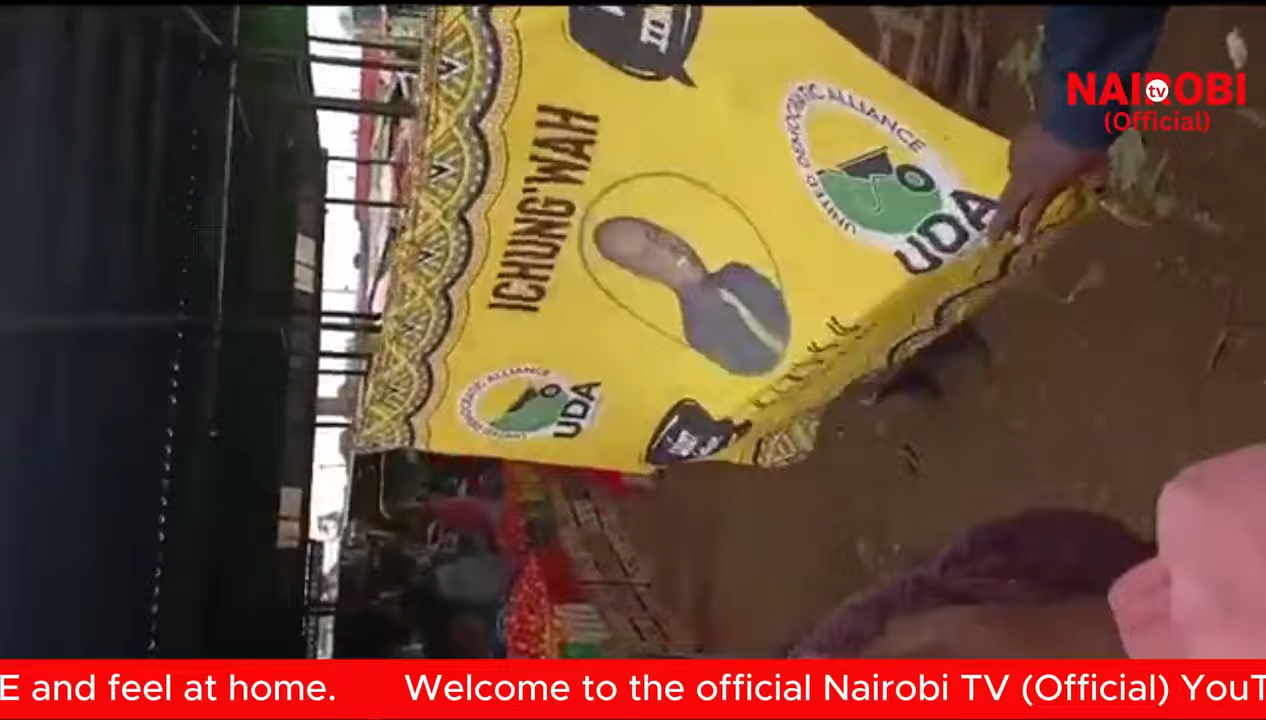 NAIROBI
tv
(Official)
ICHUNG'WAH
UNITED DEMOCRATIC ALLIANCE
UDA
UNITED DEMOCRATIC ALLIANCE
UDA
E and feel at home. Welcome to the official Nairobi TV (Official) YouT